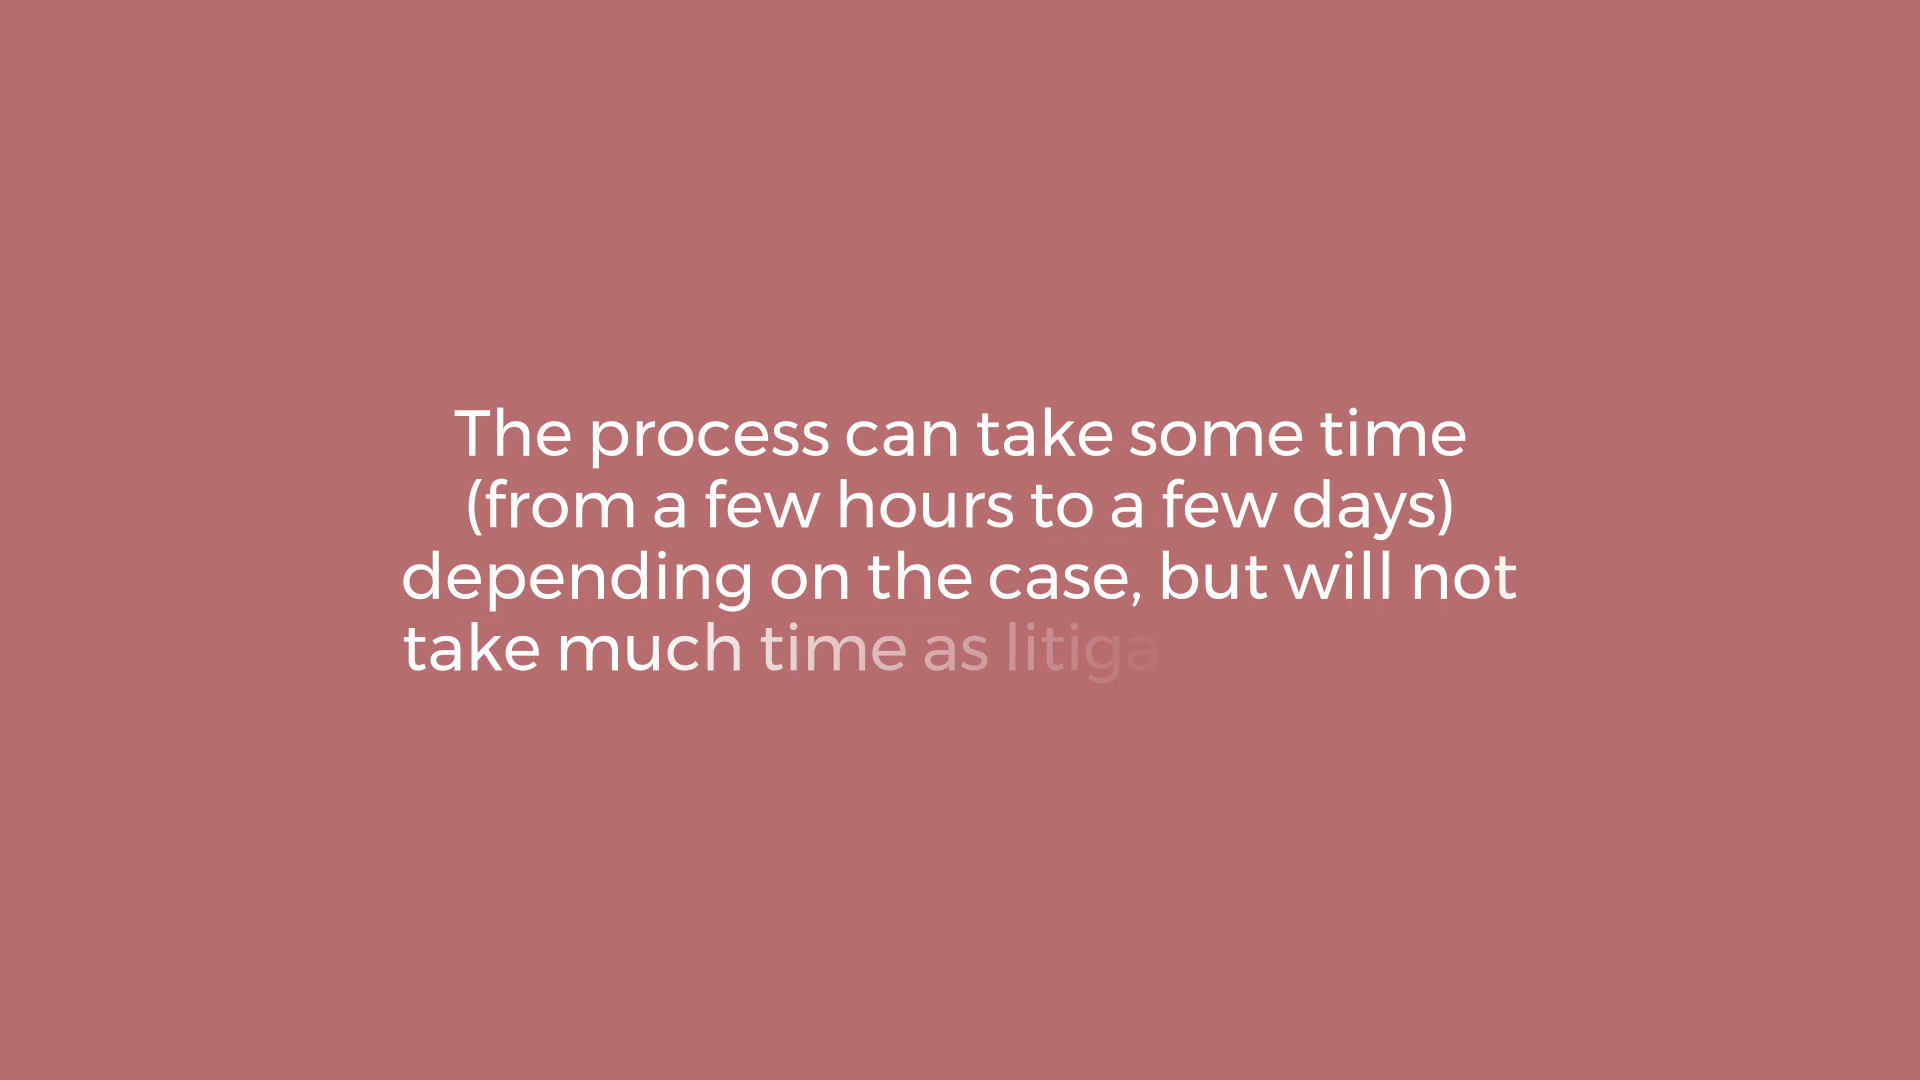 The process can take some time
(from a few hours to a few days)
depending on the case, but will not
take much time as litiga